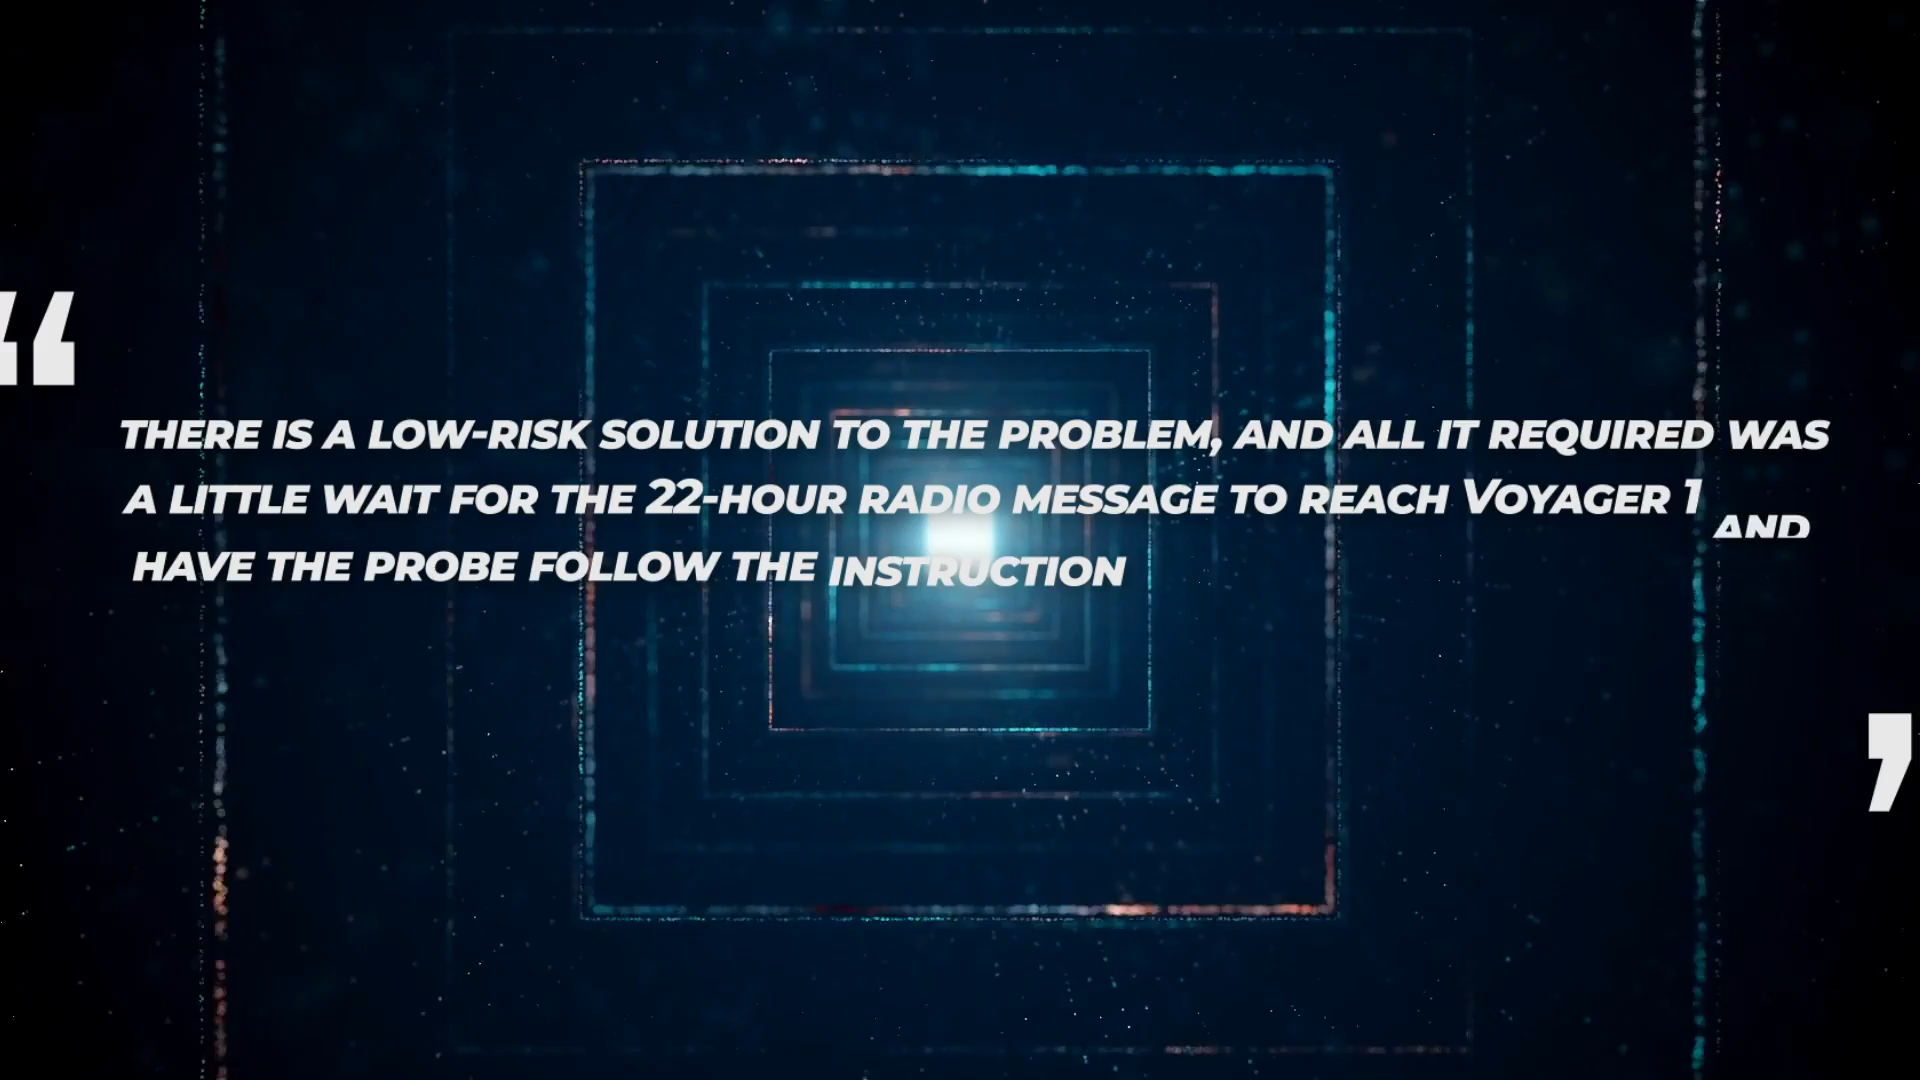 “
THERE IS A LOW-RISK SOLUTION TO THE PROBLEM, AND ALL IT REQUIRED WAS
A LITTLE WAIT FOR THE 22-HOUR RADIO MESSAGE TO REACH VOYAGER 1 AND
HAVE THE PROBE FOLLOW THE INSTRUCTION
”